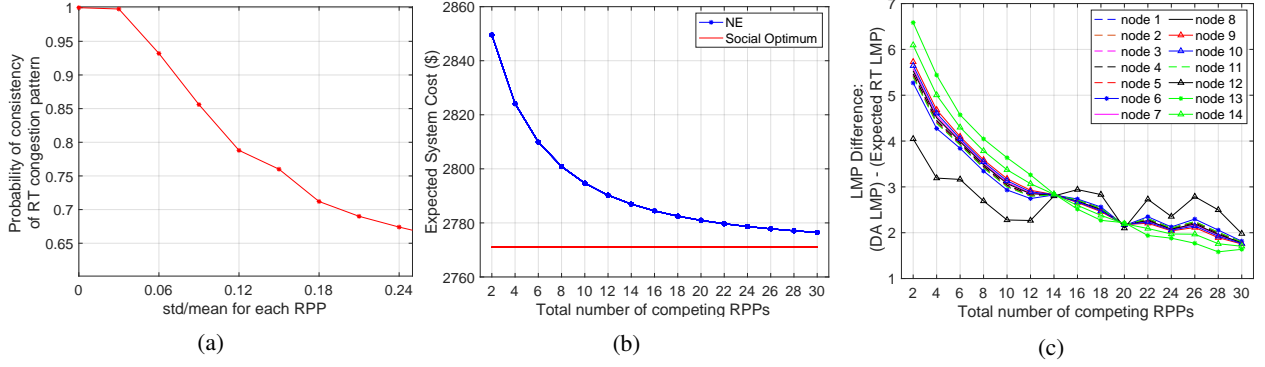 Probability of consistency
of RT congestion pattern
1
0.95
0.9
0.85
0.8
0.75
0.7
0.65
0
0.06
0.12
0.18
0.24
std/mean for each RPP
(a)
Expected System Cost ($)
2860
2840
2820
2800
2780
2760
NE
Social Optimum
2 4 6 8 10 12 14 16 18 20 22 24 26 28 30
Total number of competing RPPs
(b)
LMP Difference:
(DA LMP) - (Expected RT LMP)
7
6
5
4
3
2
1
node 1
node 2
node 3
node 4
node 5
node 6
node 7
node 8
node 9
node 10
node 11
node 12
node 13
node 14
2 4 6 8 10 12 14 16 18 20 22 24 26 28 30
Total number of competing RPPs
(c)